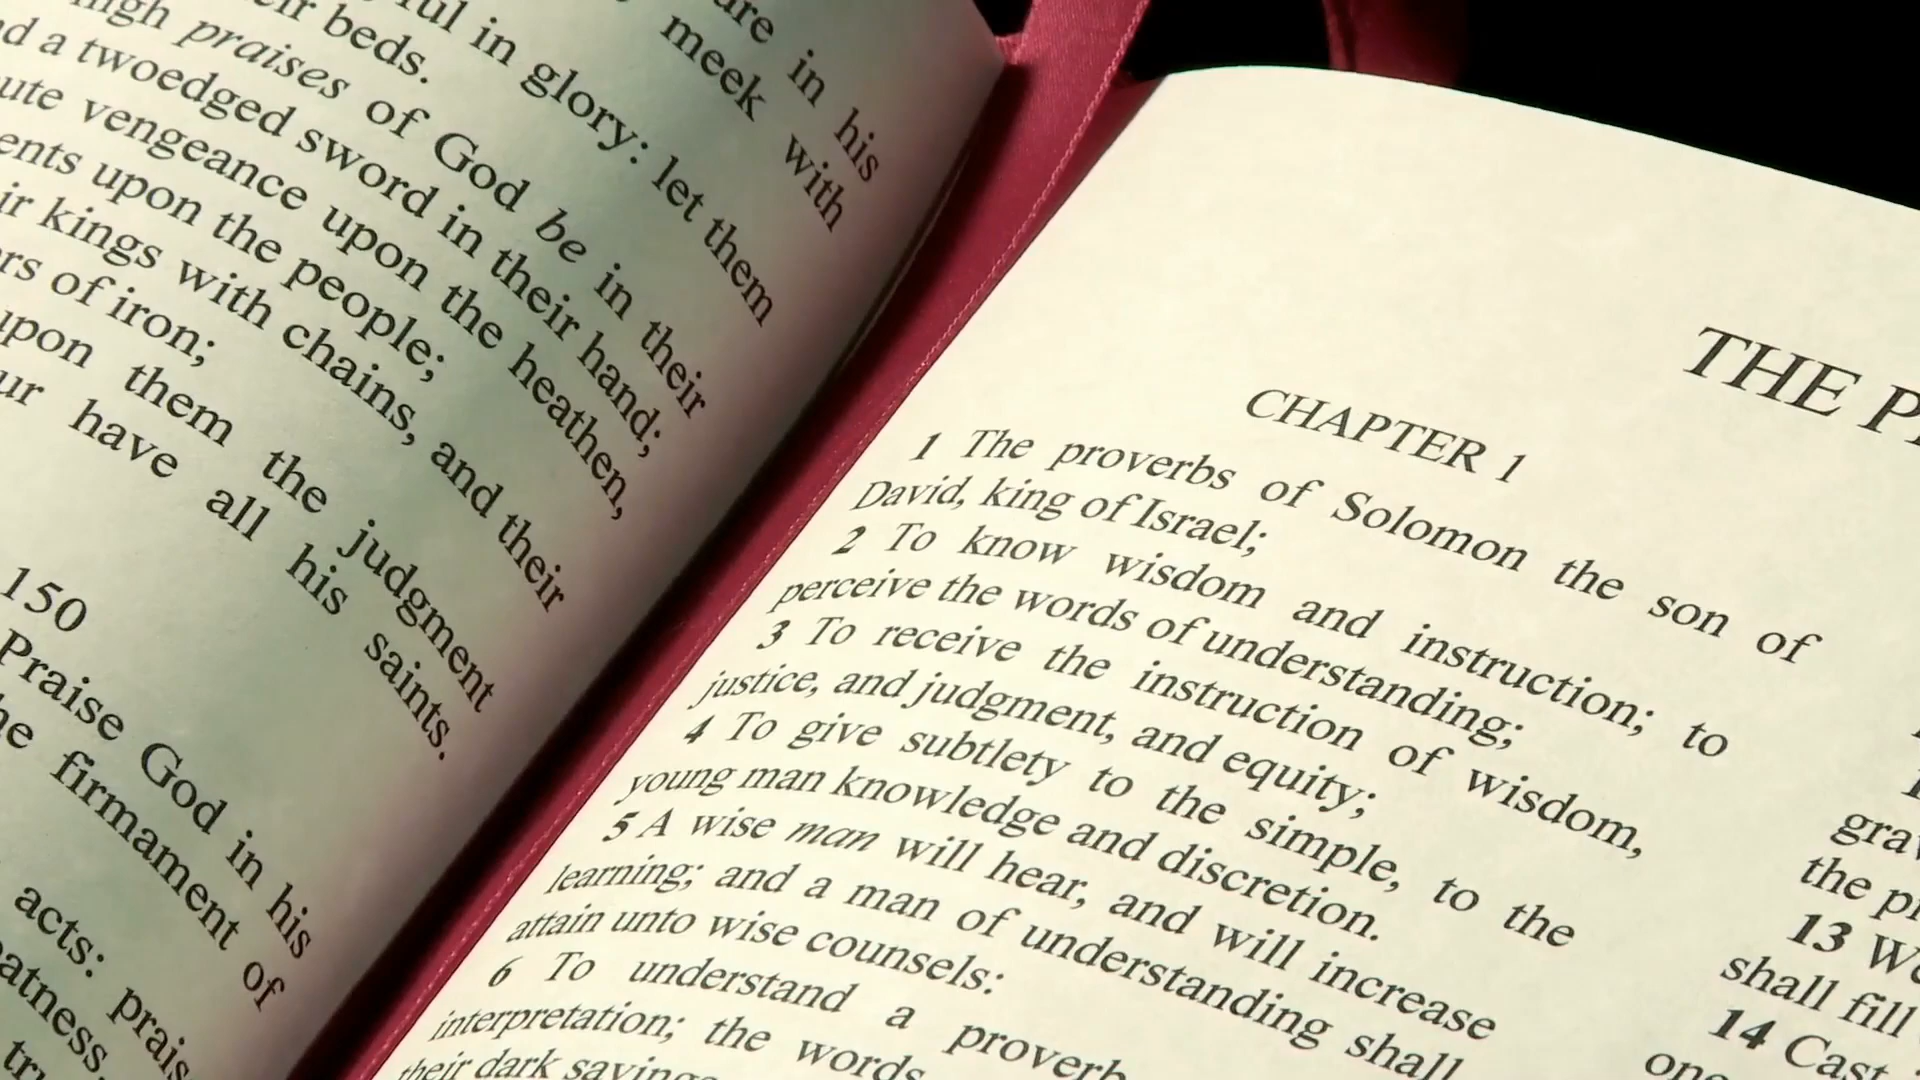 ure in his
meek with
ful in glory: let them
eir beds.
high praises of God be in their
d a twoedged sword in their hand;
ute vengeance upon the heathen,
ents upon the people;
ir kings with chains, and their
rs of iron;
upon them the judgment
ur have all his saints.
150
Praise God in his
he firmament of
acts: prais
eatness.
tru
THE P
CHAPTER 1
1 The proverbs of Solomon the son of
David, king of Israel;
2 To know wisdom and instruction; to
perceive the words of understanding;
3 To receive the instruction of wisdom,
justice, and judgment, and equity;
4 To give subtlety to the simple, to the
young man knowledge and discretion.
5 A wise man will hear, and will increase
learning; and a man of understanding shall
attain unto wise counsels:
6 To understand a proverb
interpretation; the words
their dark sayings
grav
the p
13 We
shall fill
14 Cast
one